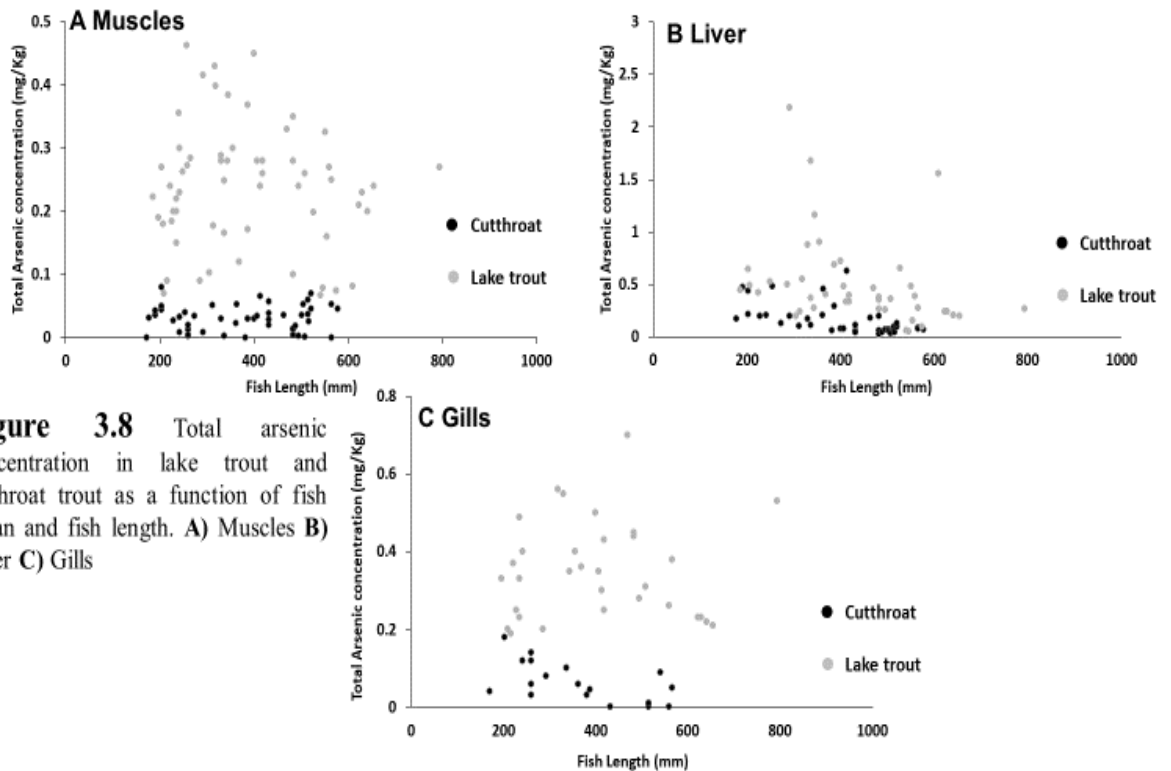 A Muscles
Total Arsenic concentration (mg/Kg)
0.5
0.4
0.3
0.2
0.1
0
0 200 400 600 800 1000
Fish Length (mm)
Cutthroat
Lake trout
B Liver
Total Arsenic concentration (mg/Kg)
3
2.5
2
1.5
1
0.5
0
0 200 400 600 800 1000
Fish Length (mm)
Cutthroat
Lake trout
gure 3.8 Total arsenic
centration in lake trout and
throat trout as a function of fish
an and fish length. A) Muscles B)
er C) Gills
C Gills
Total Arsenic concentration (mg/Kg)
0.8
0.6
0.4
0.2
0
0 200 400 600 800 1000
Fish Length (mm)
Cutthroat
Lake trout